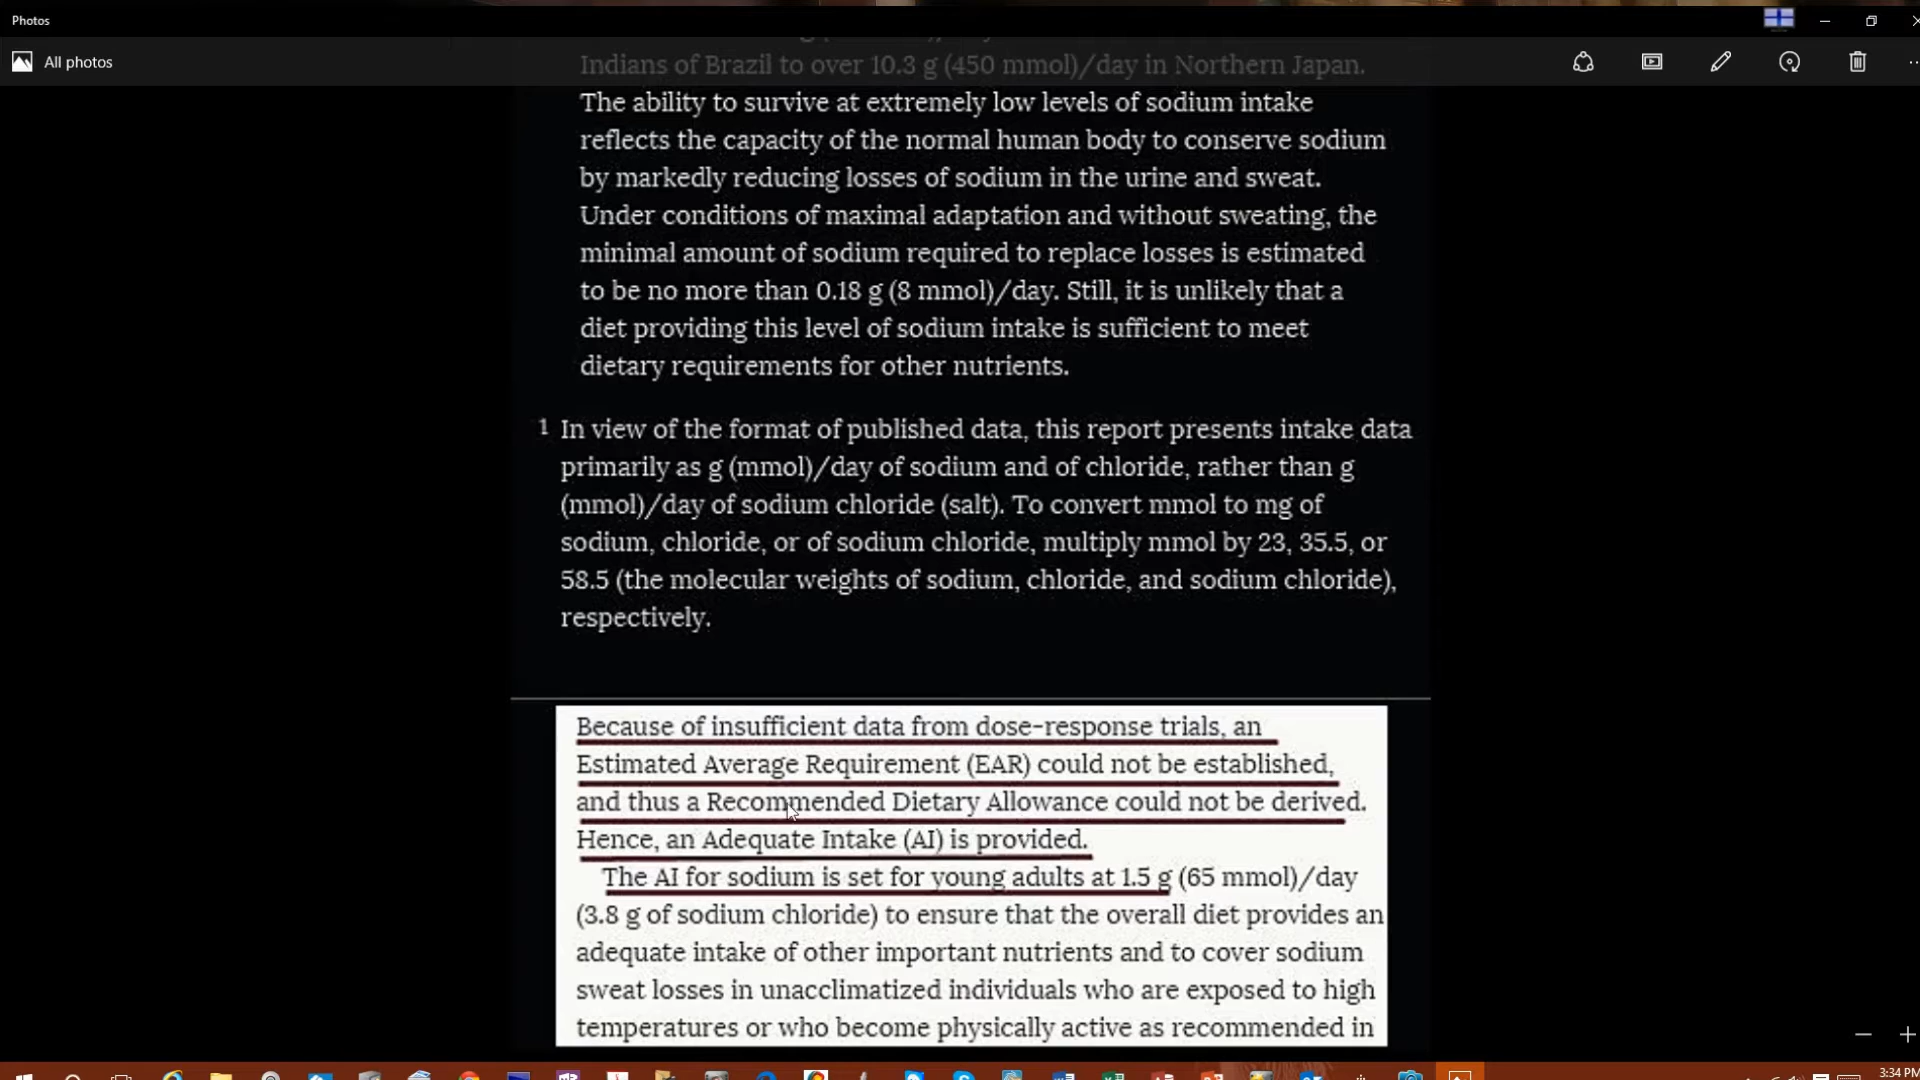 Photos
All photos
Indians of Brazil to over 10.3 g (450 mmol)/day in Northern Japan.
The ability to survive at extremely low levels of sodium intake
reflects the capacity of the normal human body to conserve sodium
by markedly reducing losses of sodium in the urine and sweat.
Under conditions of maximal adaptation and without sweating, the
minimal amount of sodium required to replace losses is estimated
to be no more than 0.18 g (8 mmol)/day. Still, it is unlikely that a
diet providing this level of sodium intake is sufficient to meet
dietary requirements for other nutrients.
1 In view of the format of published data, this report presents intake data
primarily as g (mmol)/day of sodium and of chloride, rather than g
(mmol)/day of sodium chloride (salt). To convert mmol to mg of
sodium, chloride, or of sodium chloride, multiply mmol by 23, 35.5, or
58.5 (the molecular weights of sodium, chloride, and sodium chloride),
respectively.
Because of insufficient data from dose-response trials, an
Estimated Average Requirement (EAR) could not be established,
and thus a Recommended Dietary Allowance could not be derived.
Hence, an Adequate Intake (AI) is provided.
The AI for sodium is set for young adults at 1.5 g (65 mmol)/day
(3.8 g of sodium chloride) to ensure that the overall diet provides an
adequate intake of other important nutrients and to cover sodium
sweat losses in unacclimatized individuals who are exposed to high
temperatures or who become physically active as recommended in
3:34 PM